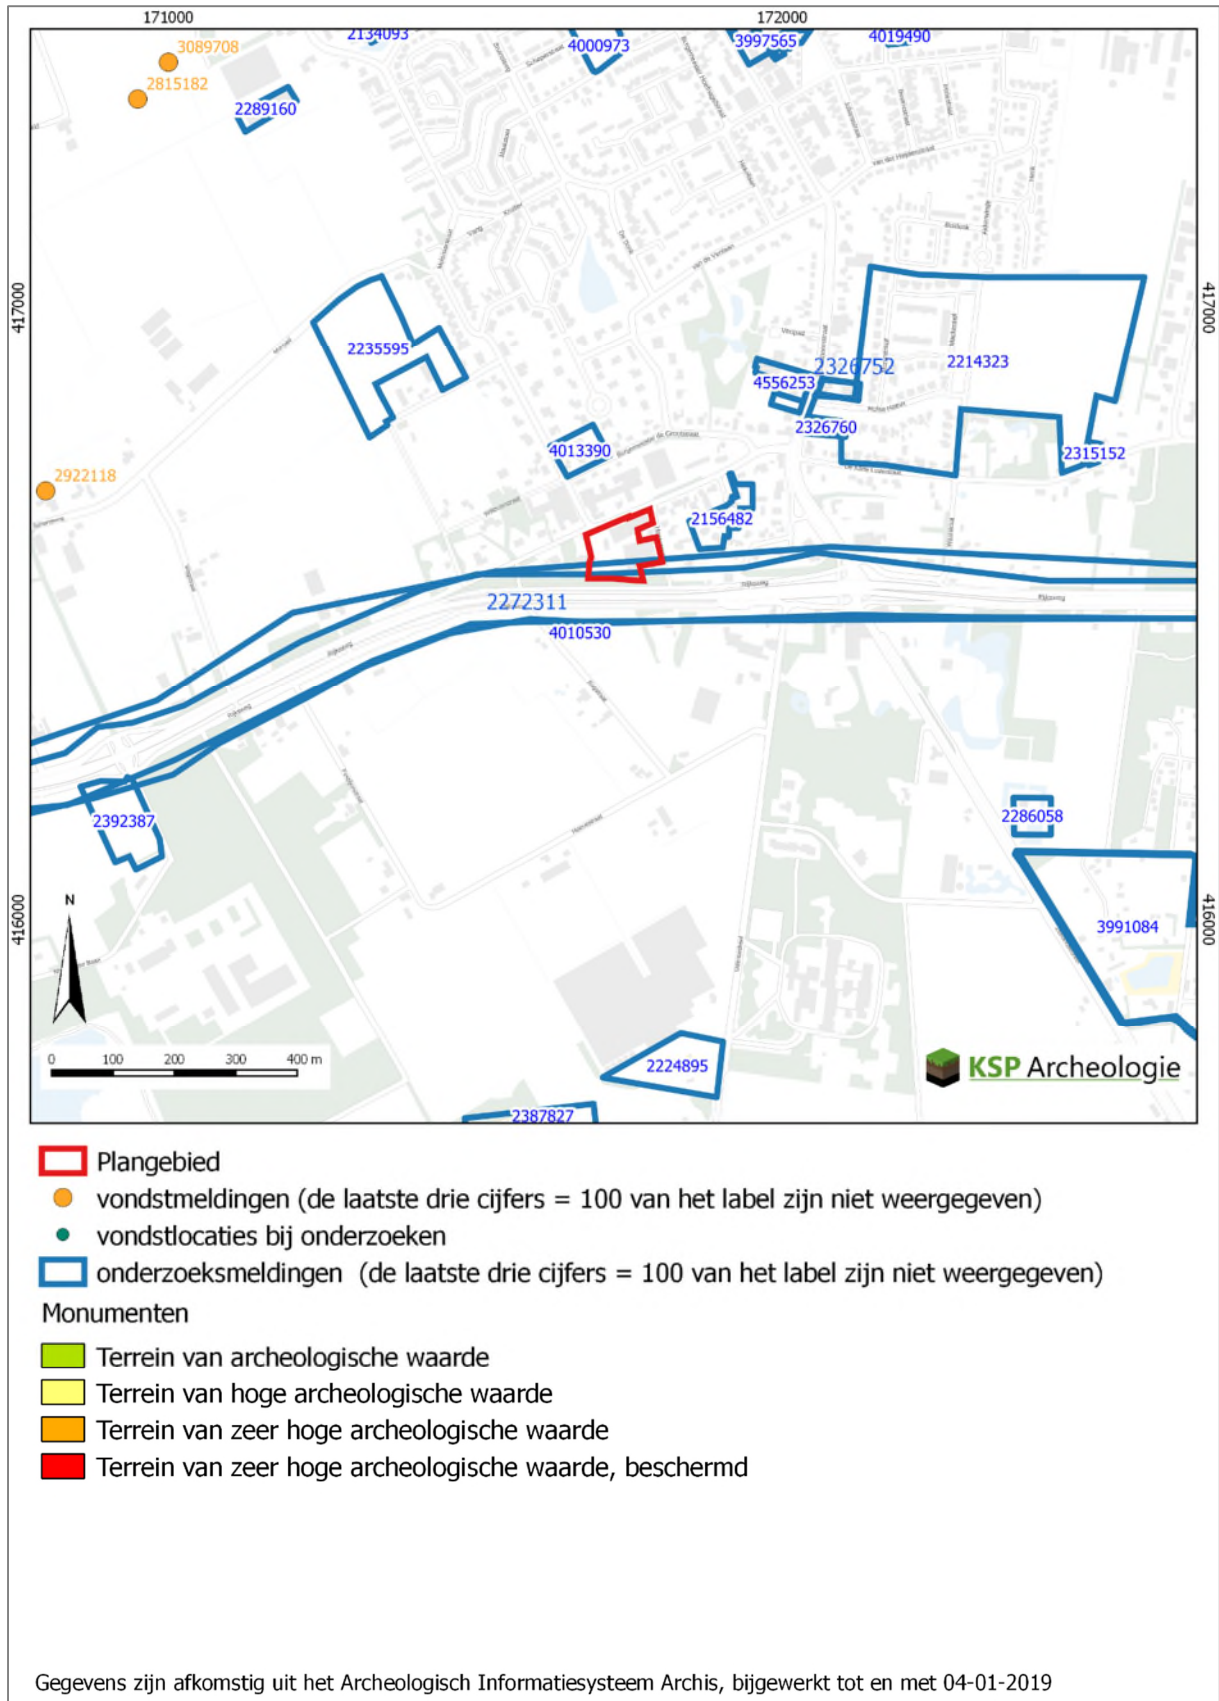 171000 172000
3089708
2134093
4000973
3997565
4019490
2815182
2289160
417000
417000
2235595
2326752
4556253
2214323
2326760
4013390
2315152
2922118
2156482
2272311
4010530
Rijksweg
Rijksweg
Rijksweg
Rijksweg
2392387
2286058
416000
416000
3991084
N
0 100 200 300 400 m
2224895
KSP Archeologie
2387827
Plangebied
vondstmeldingen (de laatste drie cijfers = 100 van het label zijn niet weergegeven)
vondstlocaties bij onderzoeken
onderzoeksmeldingen (de laatste drie cijfers = 100 van het label zijn niet weergegeven)
Monumenten
Terrein van archeologische waarde
Terrein van hoge archeologische waarde
Terrein van zeer hoge archeologische waarde
Terrein van zeer hoge archeologische waarde, beschermd
Gegevens zijn afkomstig uit het Archeologisch Informatiesysteem Archis, bijgewerkt tot en met 04-01-2019